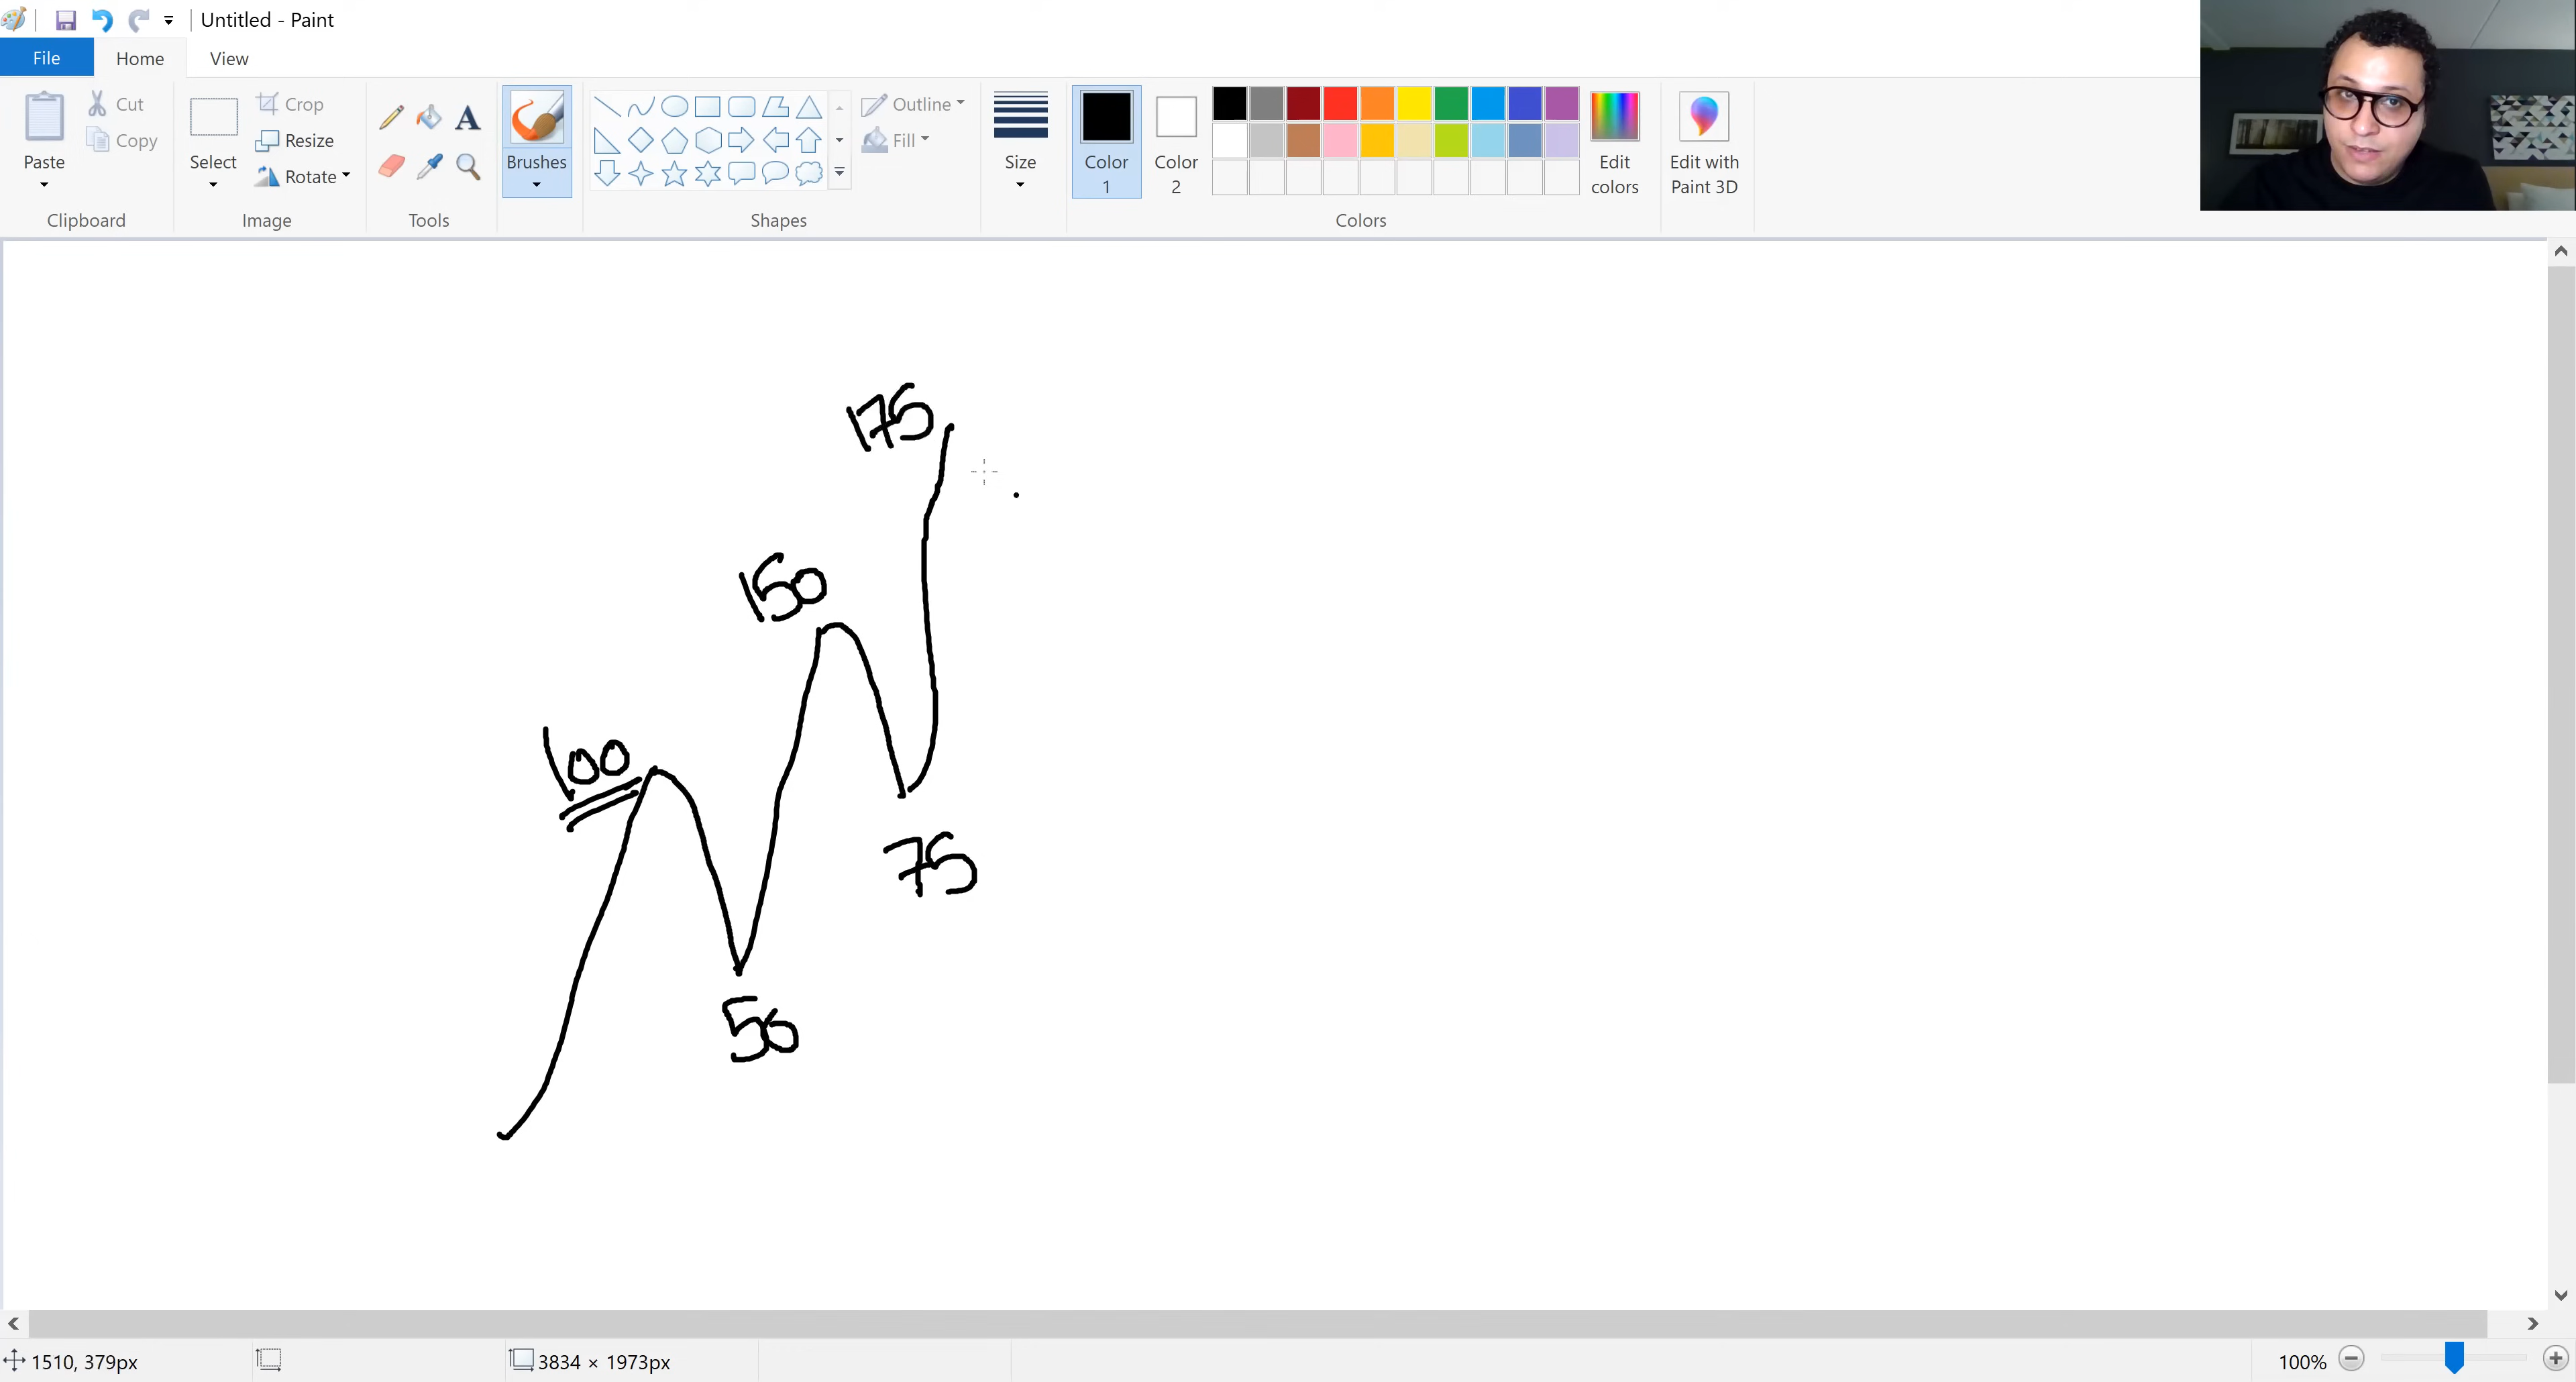 Untitled - Paint
File Home View
Paste
Cut
Copy
Clipboard
Select
Crop
Resize
Rotate
Image
Tools
Brushes
Shapes
Outline
Fill
Size
Color 1
Color 2
Colors
Edit colors
Edit with Paint 3D
175
150
100
75
50
1510, 379px
3834 × 1973px
100%